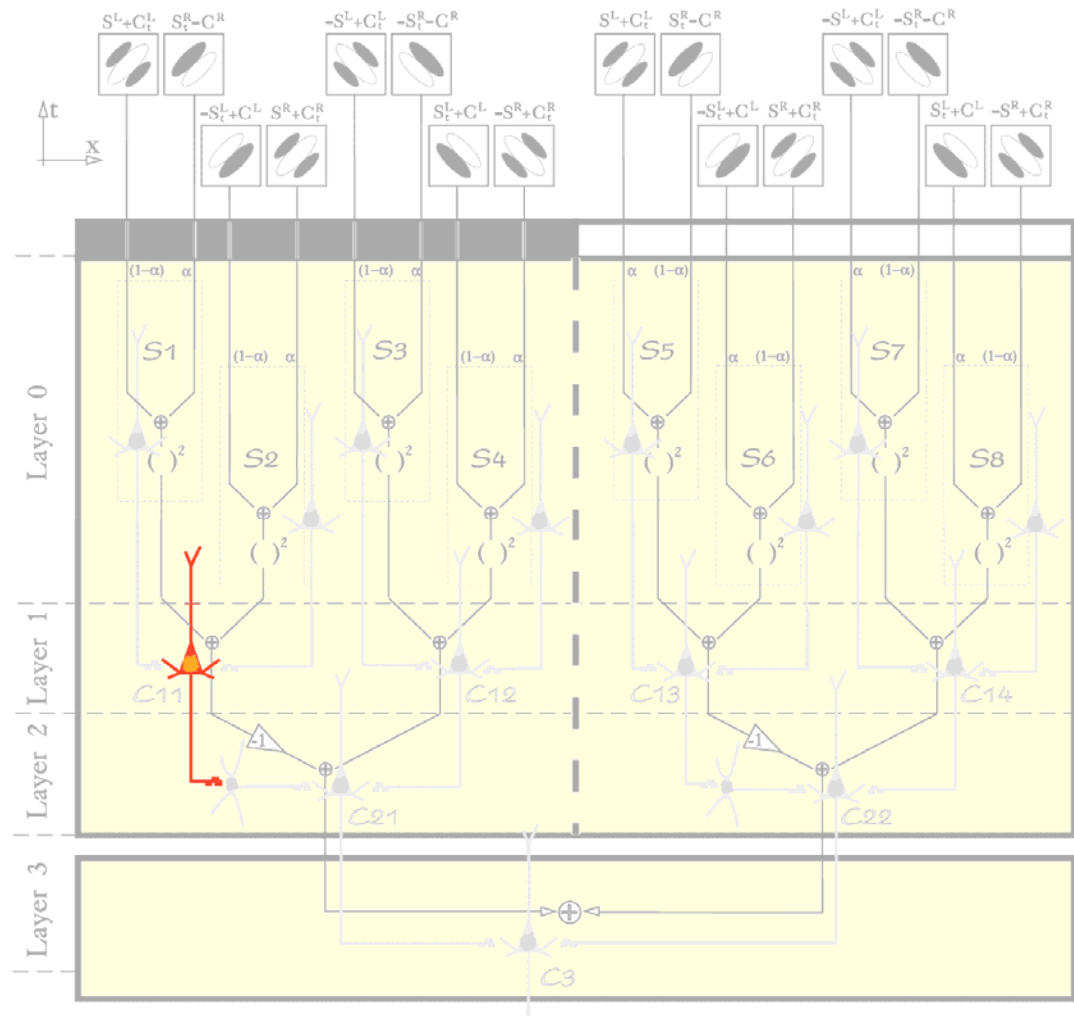 S^L+C_t^L S_t^R-C^R -S^L+C_t^L -S_t^R-C^R S^L+C_t^L S_t^R-C^R -S^L+C_t^L -S_t^R-C^R
t
-S_t^L+C^L S^R+C_t^R S_t^L+C^L -S^R+C_t^R -S_t^L+C^L S^R+C_t^R S_t^L+C^L -S^R+C_t^R
x
(1-α) α (1-α) α α (1-α) α (1-α)
S1 S3 S5 S7
(1-α) α (1-α) α α (1-α) α (1-α)
Layer 0
( )² ( )² ( )² ( )²
S2 S4 S6 S8
( )² ( )² ( )² ( )²
Layer 1
C11 C12 C13 C14
Layer 2
-1 -1
C21 C22
Layer 3
C3